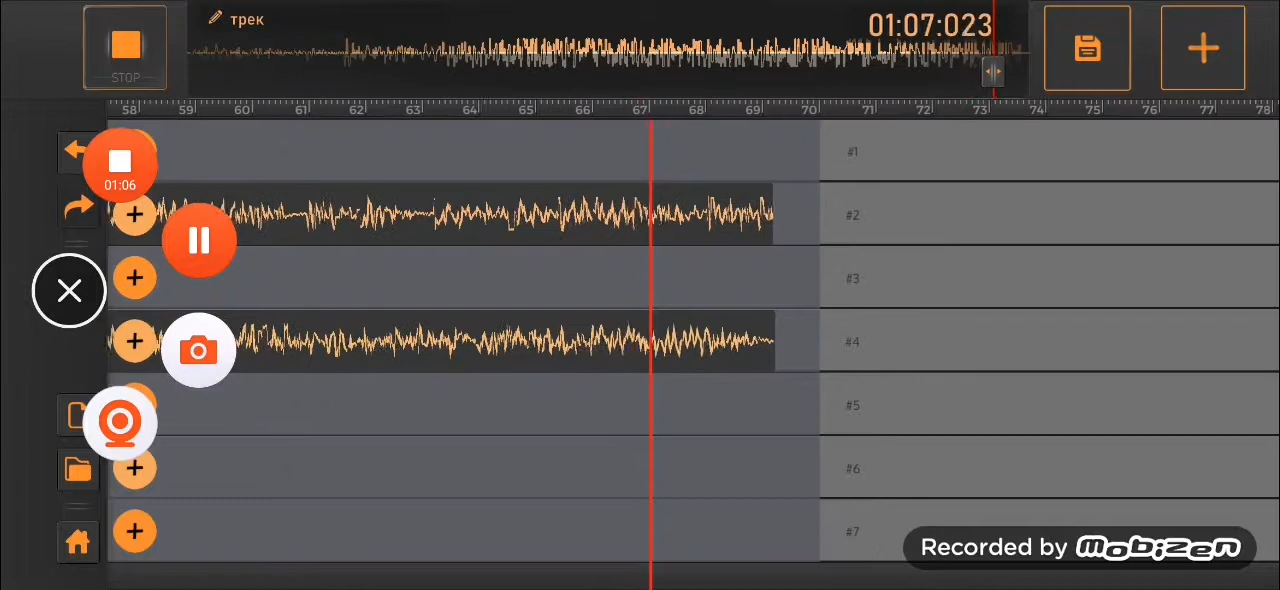 трек
01:07:023
STOP
58 59 60 61 62 63 64 65 66 67 68 69 70 71 72 73 74 75 76 77 78
#1
01:06
#2
#3
#4
#5
#6
#7
Recorded by mobizen